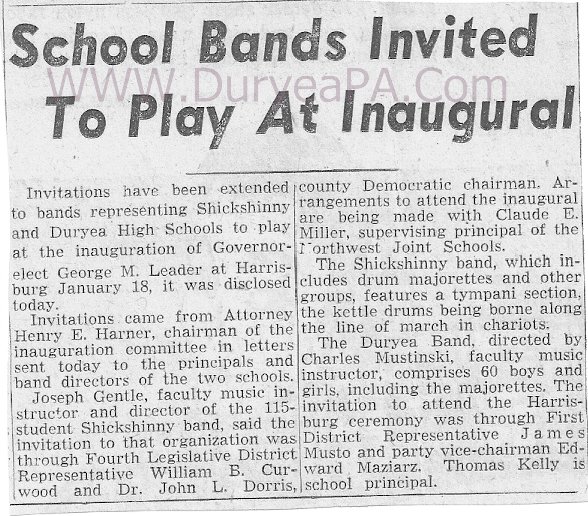 School Bands Invited
WWW.DuryeaPA.Com
To Play At Inaugural
Invitations have been extended
to bands representing Shickshinny
and Duryea High Schools to play
at the inauguration of Governor-
elect George M. Leader at Harris-
burg January 18, it was disclosed
today.
Invitations came from Attorney
Henry E. Harner, chairman of the
inauguration committee in letters
sent today to the principals and
band directors of the two schools.
Joseph Gentle, faculty music in-
structor and director of the 115-
student Shickshinny band, said the
invitation to that organization was
through Fourth Legislative District
Representative William B. Cur-
wood and Dr. John L. Dorris,
county Democratic chairman. Ar-
rangements to attend the inaugural
are being made with Claude E.
Miller, supervising principal of the
Northwest Joint Schools.
The Shickshinny band, which in-
cludes drum majorettes and other
groups, features a tympani section,
the kettle drums being borne along
the line of march in chariots.
The Duryea Band, directed by
Charles Mustinski, faculty music
instructor, comprises 60 boys and
girls, including the majorettes. The
invitation to attend the Harris-
burg ceremony was through First
District Representative James
Musto and party vice-chairman Ed-
ward Maziarz. Thomas Kelly is
school principal.